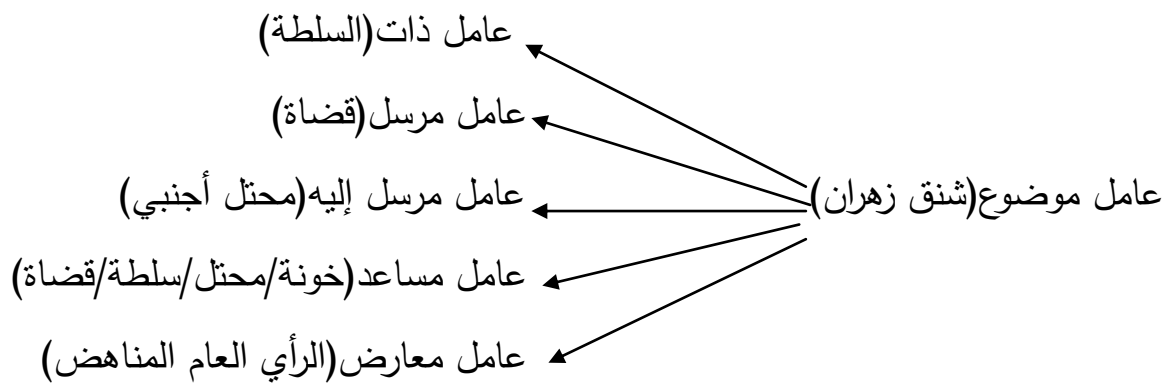 عامل ذات(السلطة)
عامل مرسل(قضاة)
عامل موضوع(شنق زهران)
عامل مرسل إليه(محتل أجنبي)
عامل مساعد(خونة/محتل/سلطة/قضاة)
عامل معارض(الرأي العام المناهض)